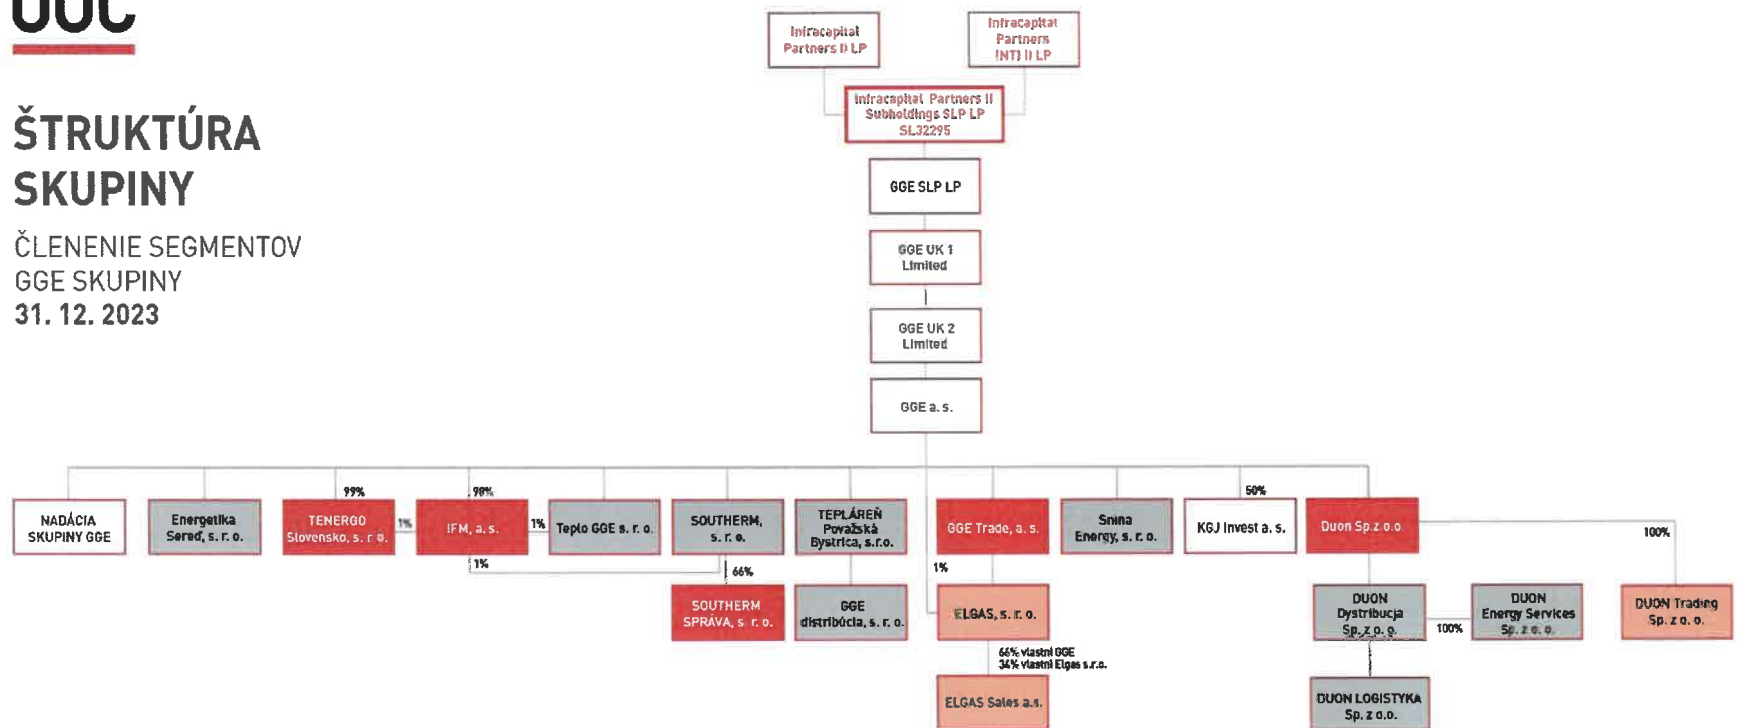 ŠTRUKTÚRA
SKUPINY
ČLENENIE SEGMENTOV
GGE SKUPINY
31. 12. 2023
Infracapital
Partners II LP
Infracapital
Partners
(NT) II LP
Infracapital Partners II
Subholdings SLP LP
SL32295
GGE SLP LP
GGE UK 1
Limited
GGE UK 2
Limited
GGE a. s.
99%
98%
50%
NADÁCIA
SKUPINY GGE
Energetika
Sereď, s. r. o.
TENERGO
Slovensko, s. r. o.
1%
IFM, a. s.
1%
Teplo GGE s. r. o.
SOUTHERM,
s. r. o.
TEPLÁREŇ
Považská
Bystrica, s.r.o.
GGE Trade, a. s.
Snina
Energy, s. r. o.
KGJ Invest a. s.
Duon Sp.z o.o.
100%
1%
66%
1%
SOUTHERM
SPRÁVA, s. r. o.
GGE
distribúcia, s. r. o.
ELGAS, s. r. o.
DUON
Dystrybucja
Sp. z o. o.
100%
DUON
Energy Services
Sp. z o. o.
DUON Trading
Sp. z o. o.
66% vlastní GGE
34% vlastní Elgas s.r.o.
ELGAS Sales a.s.
DUON LOGISTYKA
Sp. z o.o.